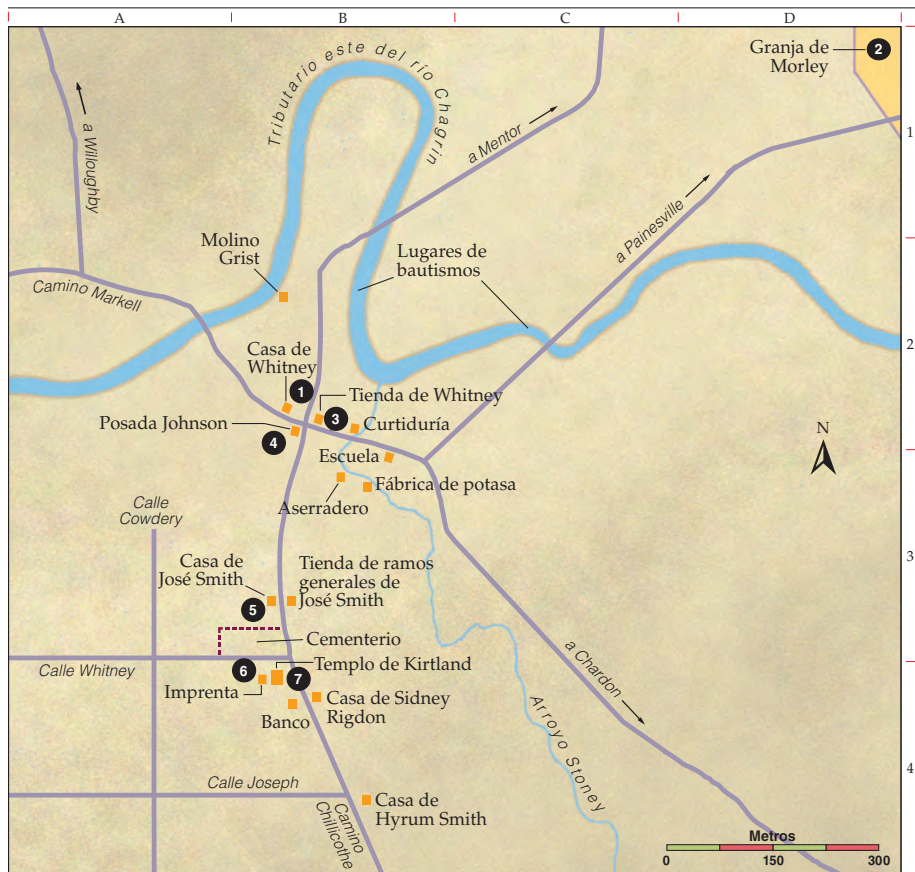 A
B
C
D
1
2
3
4
Granja de
Morley
2
Tributario este del río Chagrin
a Willoughby
a Mentor
a Painesville
Molino
Grist
Lugares de
bautismos
Camino Markell
Casa de
Whitney
1
Tienda de Whitney
3
Posada Johnson
4
Curtiduría
Escuela
N
Fábrica de potasa
Aserradero
Calle
Cowdery
Casa de
José Smith
Tienda de ramos
generales de
José Smith
5
Cementerio
Calle Whitney
6
Templo de Kirtland
7
Imprenta
Casa de Sidney
Rigdon
Banco
a Chardon
Arroyo Stoney
Calle Joseph
Casa de
Hyrum Smith
Camino
Chillicothe
Metros
0 150 300